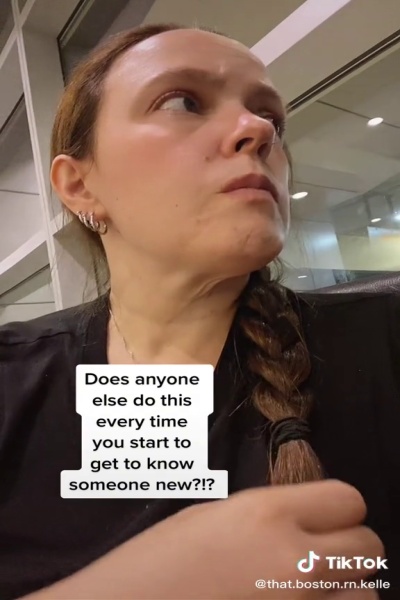 Does anyone
else do this
every time
you start to
get to know
someone new?!?
TikTok
@that.boston.rn.kelle